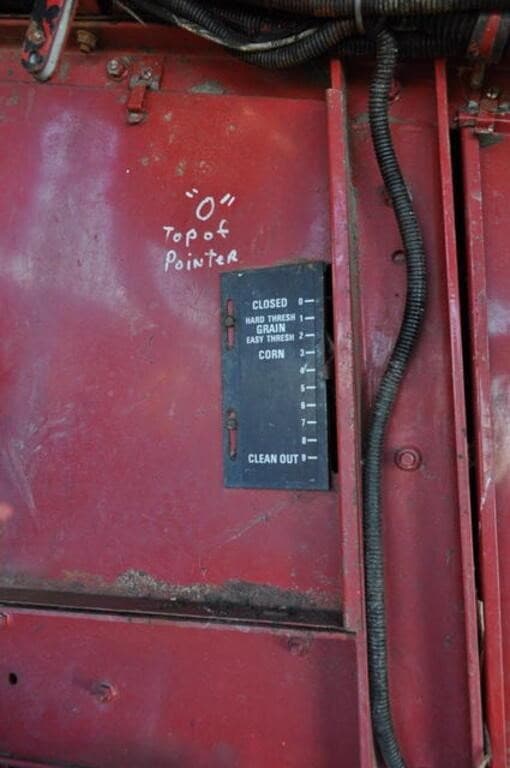 "O"
Top of
Pointer
CLOSED 0
HARD THRESH 1
GRAIN
EASY THRESH 2
CORN 3
4
5
6
7
8
CLEAN OUT 9